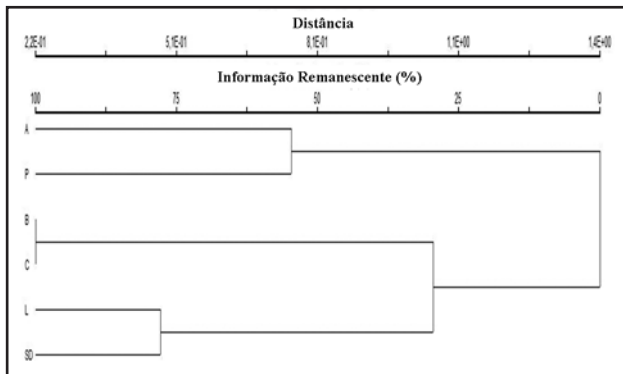 Distância
2,2E-01 5,1E-01 8,1E-01 1,1E+00 1,4E+00
Informação Remanescente (%)
100 75 50 25 0
A
P
B
C
L
SD